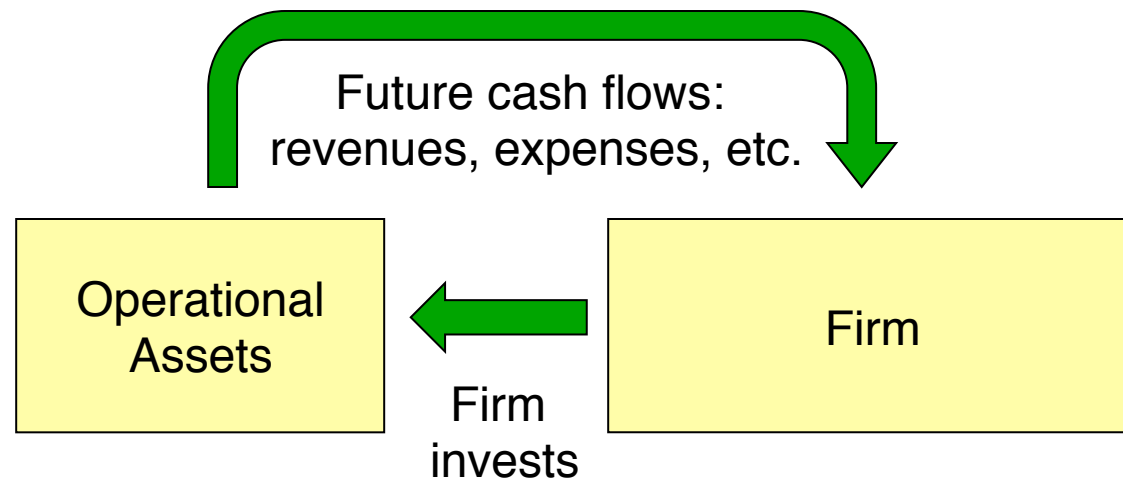 Future cash flows:
revenues, expenses, etc.
Operational
Assets
Firm
invests
Firm